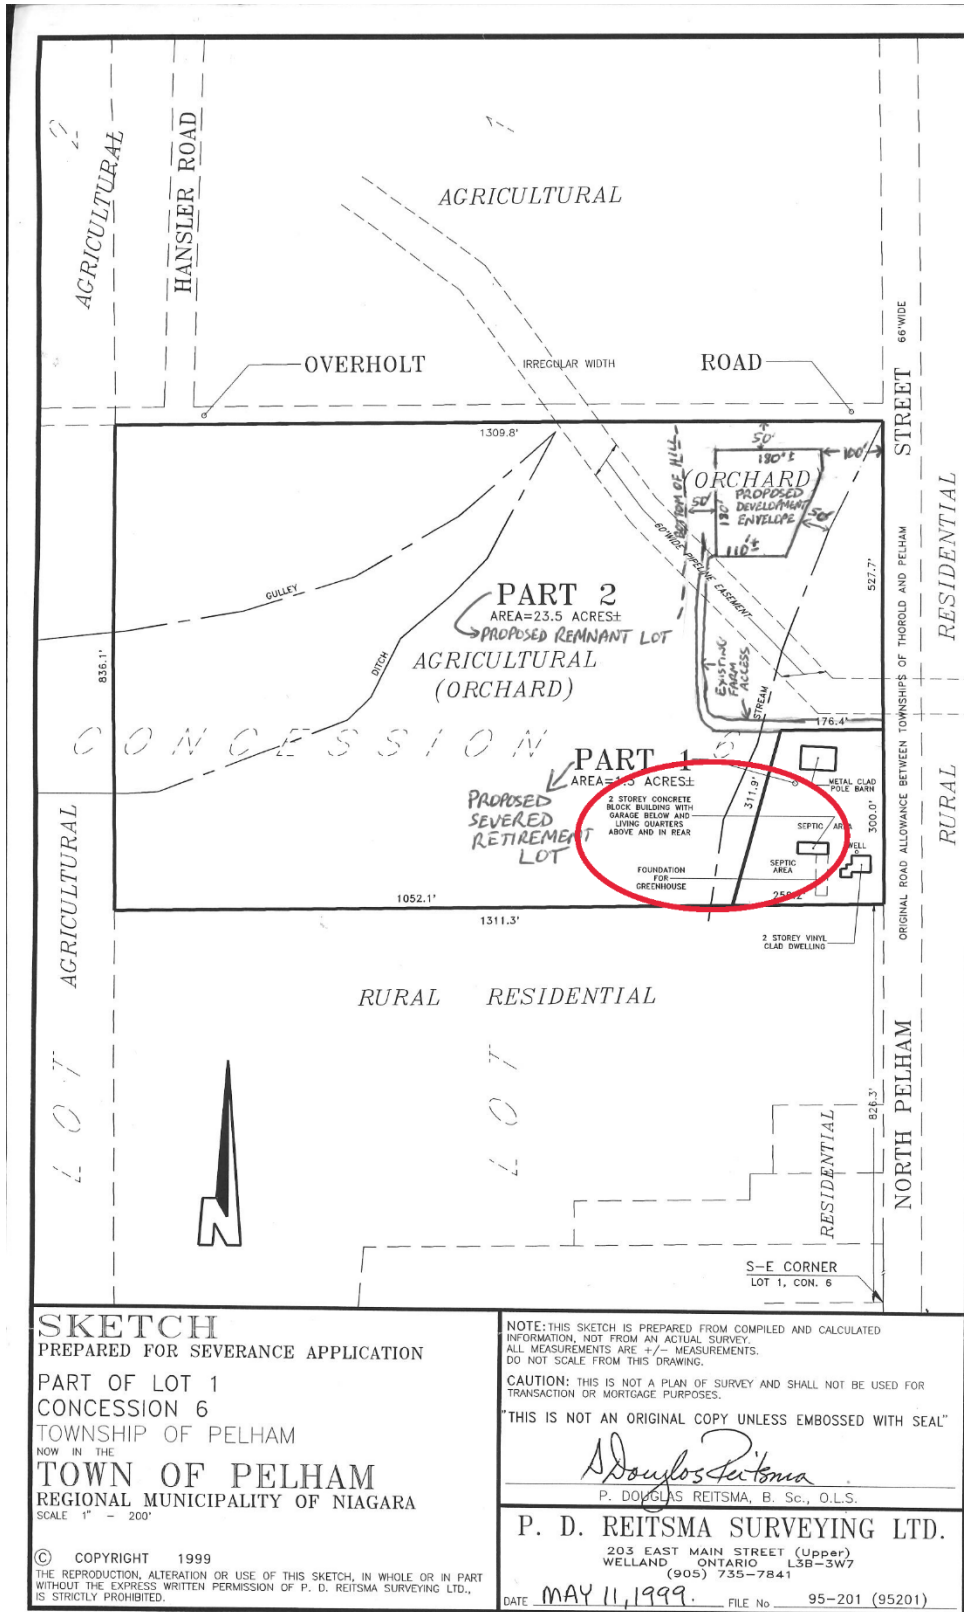 2
1
AGRICULTURAL
HANSLER ROAD
AGRICULTURAL
66'WIDE
STREET
OVERHOLT
IRREGULAR WIDTH
ROAD
1309.8'
50'
180'±
100'
BOTTOM OF HILL
(ORCHARD)
PROPOSED
DEVELOPMENT
ENVELOPE
50'
180'
50'
110'±
60'WIDE PIPELINE EASEMENT
527.7'
RESIDENTIAL
GULLEY
PART 2
AREA=23.5 ACRES±
PROPOSED REMNANT LOT
AGRICULTURAL
(ORCHARD)
DITCH
836.1'
EXISTING
FARM
ACCESS
STREAM
176.4'
CONCESSION 6
PART 1
AREA=1.5 ACRES±
PROPOSED
SEVERED
RETIREMENT
LOT
311.9'
METAL CLAD
POLE BARN
2 STOREY CONCRETE
BLOCK BUILDING WITH
GARAGE BELOW AND
LIVING QUARTERS
ABOVE AND IN REAR
SEPTIC AREA
300.0'
WELL
SEPTIC
AREA
FOUNDATION
FOR
GREENHOUSE
ORIGINAL ROAD ALLOWANCE BETWEEN TOWNSHIPS OF THOROLD AND PELHAM
RURAL
1052.1'
1311.3'
2 STOREY VINYL
CLAD DWELLING
AGRICULTURAL
RURAL RESIDENTIAL
LOT
LOT
NORTH PELHAM
826.3'
RESIDENTIAL
N
S-E CORNER
LOT 1, CON. 6
SKETCH
PREPARED FOR SEVERANCE APPLICATION
PART OF LOT 1
CONCESSION 6
TOWNSHIP OF PELHAM
NOW IN THE
TOWN OF PELHAM
REGIONAL MUNICIPALITY OF NIAGARA
SCALE 1" - 200'
© COPYRIGHT 1999
THE REPRODUCTION, ALTERATION OR USE OF THIS SKETCH, IN WHOLE OR IN PART
WITHOUT THE EXPRESS WRITTEN PERMISSION OF P. D. REITSMA SURVEYING LTD.,
IS STRICTLY PROHIBITED.
NOTE: THIS SKETCH IS PREPARED FROM COMPILED AND CALCULATED
INFORMATION, NOT FROM AN ACTUAL SURVEY.
ALL MEASUREMENTS ARE +/- MEASUREMENTS.
DO NOT SCALE FROM THIS DRAWING.
CAUTION: THIS IS NOT A PLAN OF SURVEY AND SHALL NOT BE USED FOR
TRANSACTION OR MORTGAGE PURPOSES.
"THIS IS NOT AN ORIGINAL COPY UNLESS EMBOSSED WITH SEAL"
P. DOUGLAS REITSMA, B. Sc., O.L.S.
P. D. REITSMA SURVEYING LTD.
203 EAST MAIN STREET (Upper)
WELLAND ONTARIO L3B-3W7
(905) 735-7841
DATE MAY 11, 1999. FILE No 95-201 (95201)